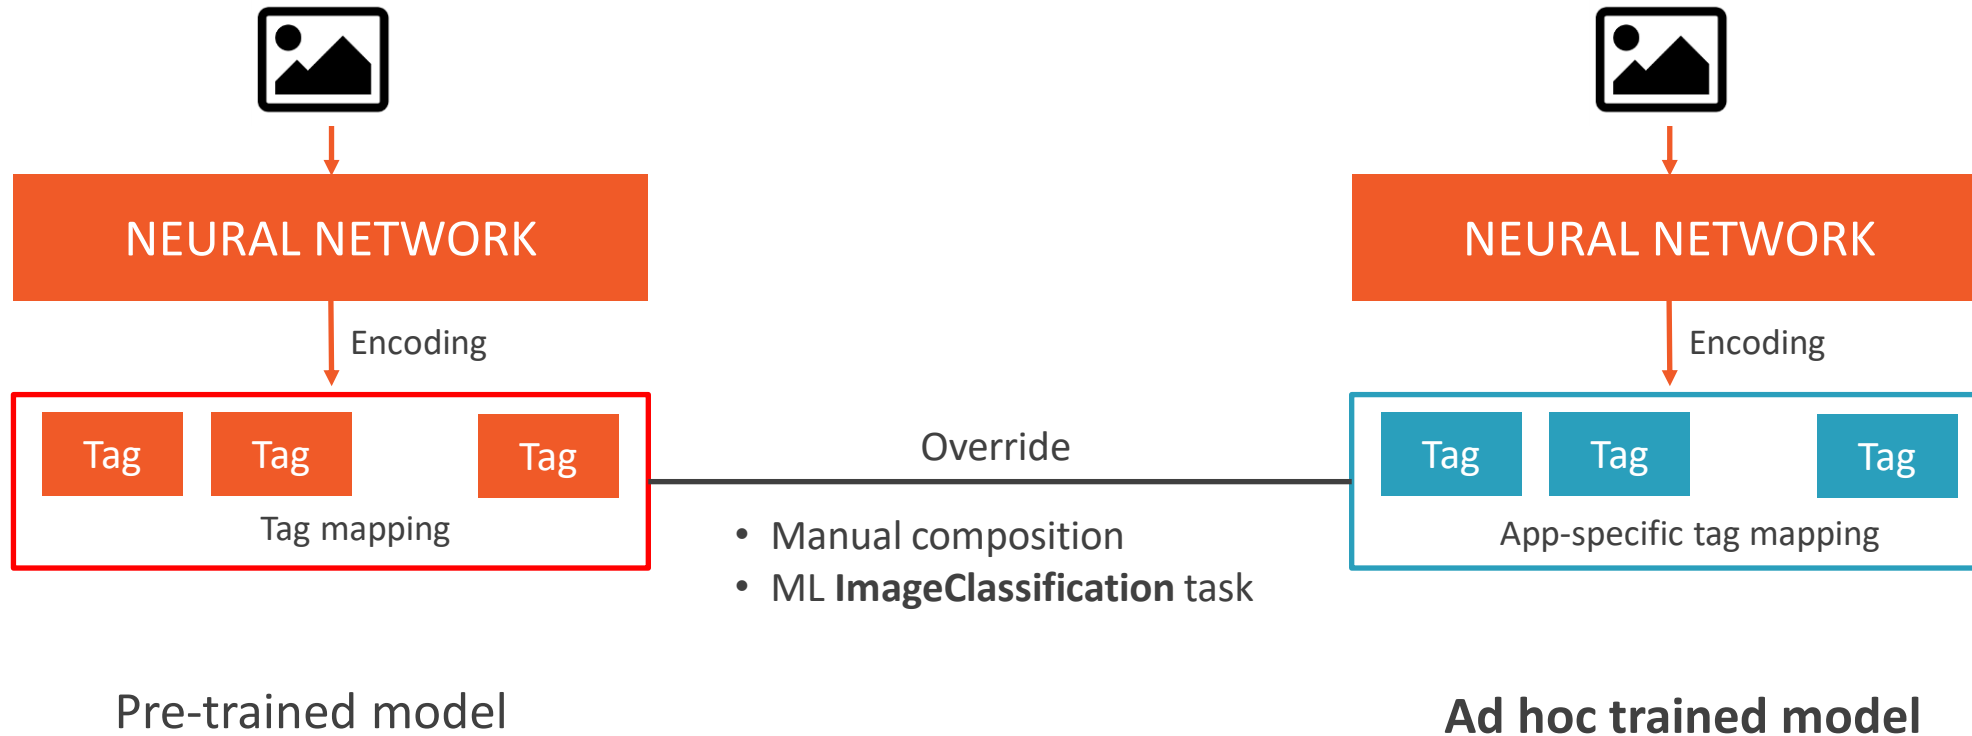 NEURAL NETWORK
Encoding
Tag
Tag
Tag
Tag mapping
Pre-trained model
Override
• Manual composition
• ML ImageClassification task
NEURAL NETWORK
Encoding
Tag
Tag
Tag
App-specific tag mapping
Ad hoc trained model